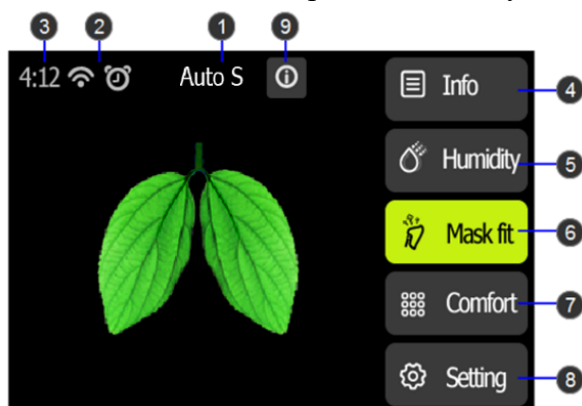 3 2 1 9
4:12 Auto S
Info 4
Humidity 5
Mask fit 6
Comfort 7
Setting 8